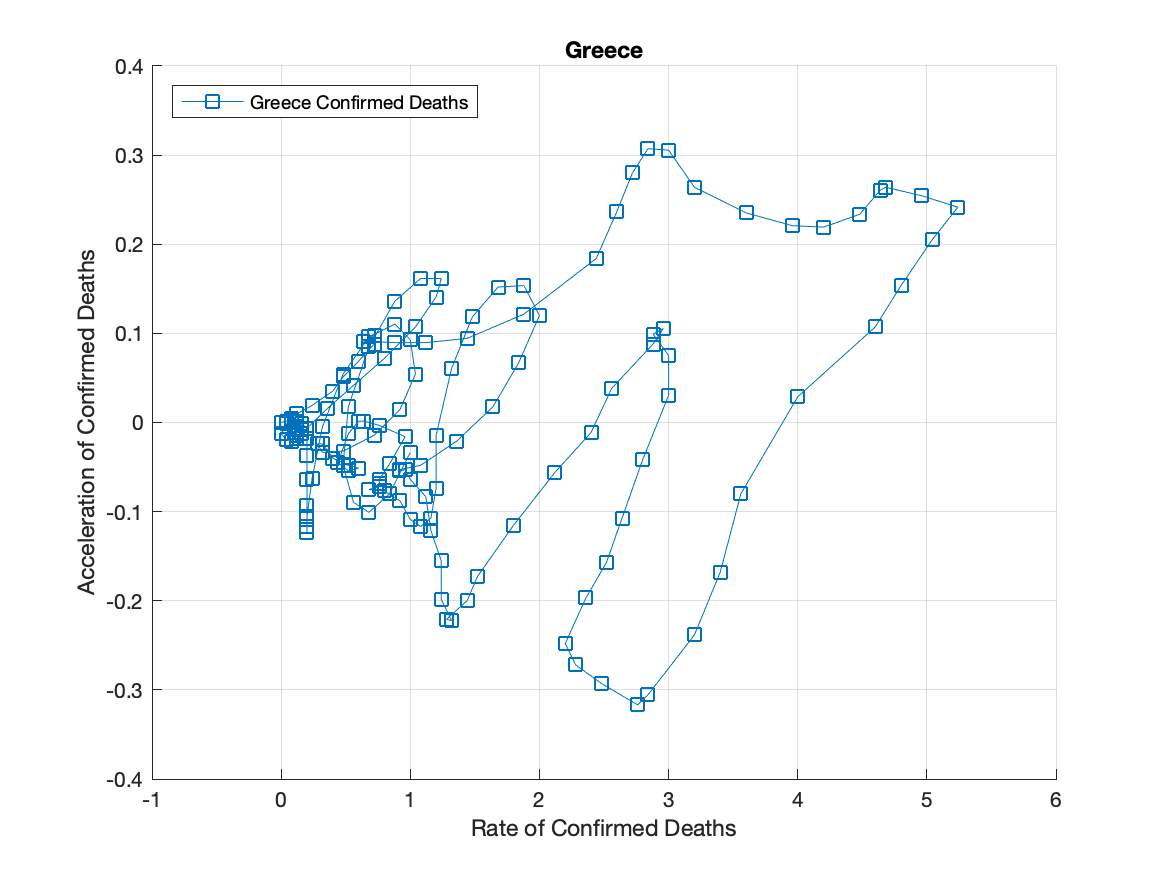 Greece
0.4
Greece Confirmed Deaths
0.3
0.2
0.1
0
-0.1
-0.2
-0.3
-0.4
Acceleration of Confirmed Deaths
-1 0 1 2 3 4 5 6
Rate of Confirmed Deaths